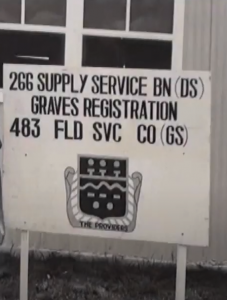 266 SUPPLY SERVICE BN (DS)
GRAVES REGISTRATION
483 FLD SVC CO (GS)
THE PROVIDERS